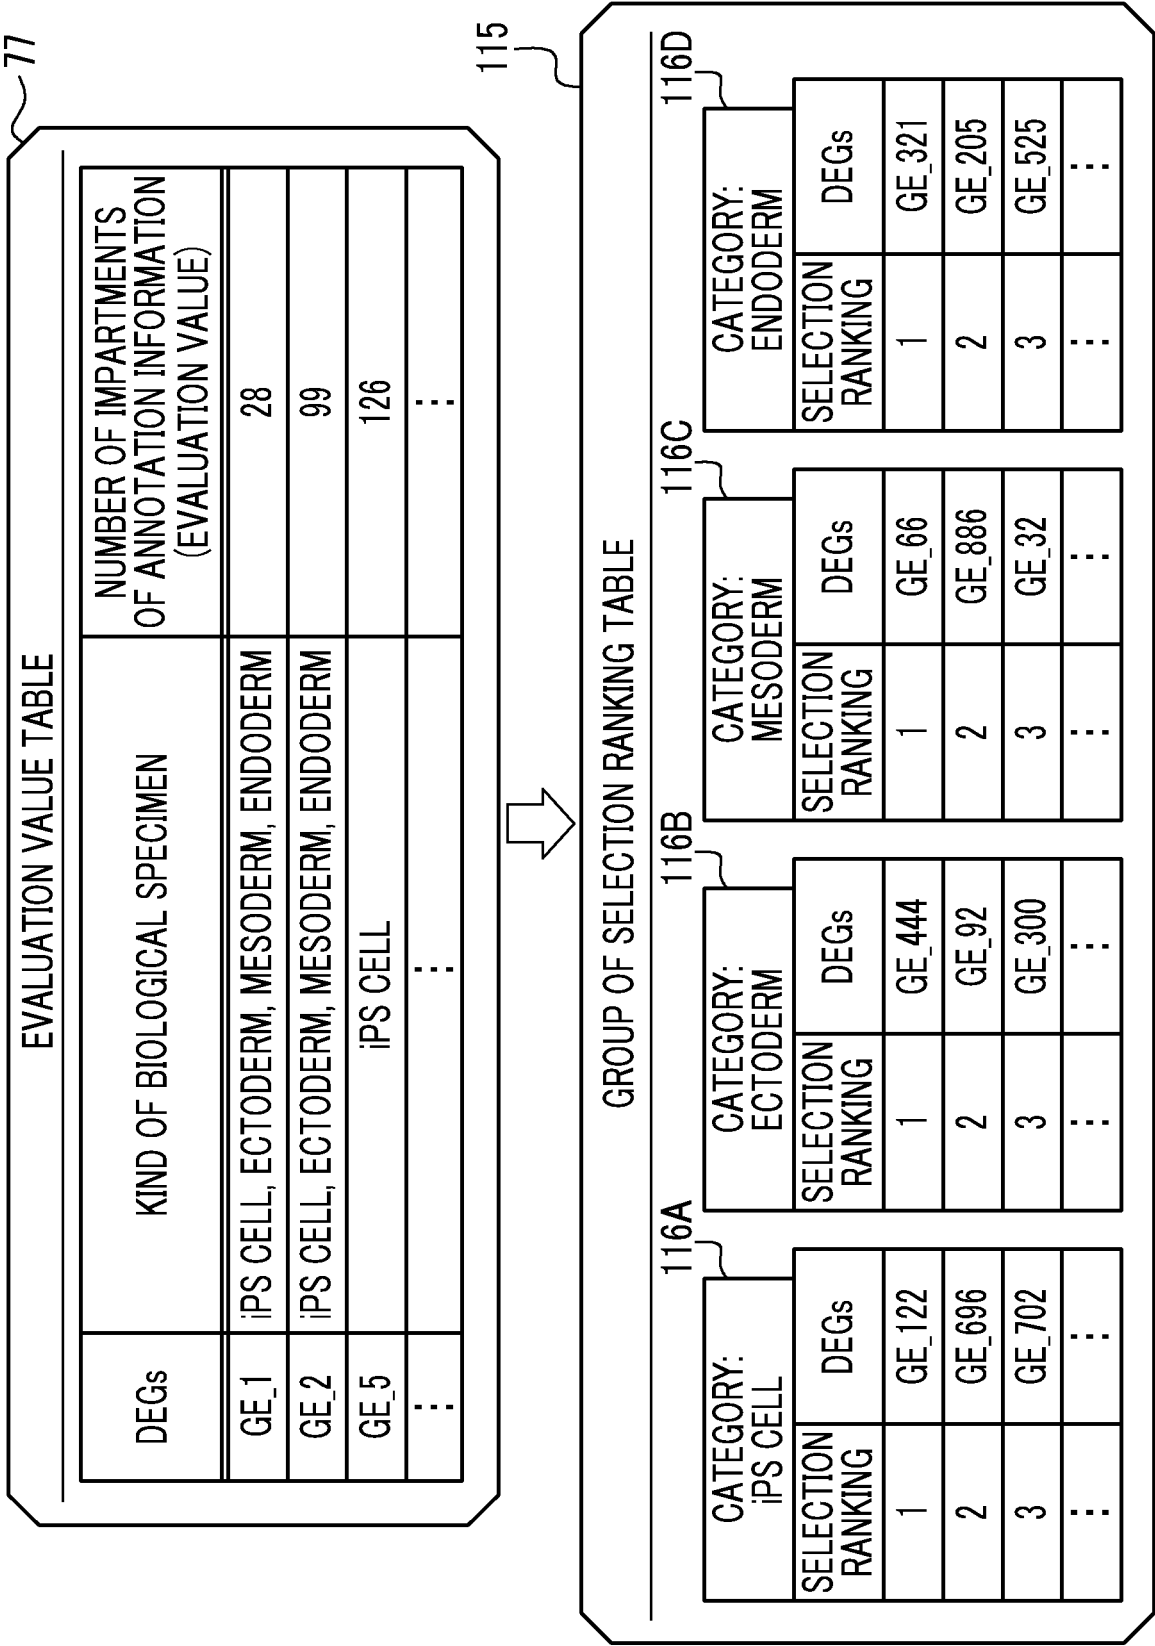 77
EVALUATION VALUE TABLE
DEGs
KIND OF BIOLOGICAL SPECIMEN
NUMBER OF IMPARTMENTS
OF ANNOTATION INFORMATION
(EVALUATION VALUE)
GE_1 iPS CELL, ECTODERM, MESODERM, ENDODERM 28
GE_2 iPS CELL, ECTODERM, MESODERM, ENDODERM 99
GE_5 iPS CELL 126
⋮ ⋮ ⋮
115
GROUP OF SELECTION RANKING TABLE
116A
CATEGORY:
iPS CELL
SELECTION
RANKING
DEGs
1 GE_122
2 GE_696
3 GE_702
⋮ ⋮
116B
CATEGORY:
ECTODERM
SELECTION
RANKING
DEGs
1 GE_444
2 GE_92
3 GE_300
⋮ ⋮
116C
CATEGORY:
MESODERM
SELECTION
RANKING
DEGs
1 GE_66
2 GE_886
3 GE_32
⋮ ⋮
116D
CATEGORY:
ENDODERM
SELECTION
RANKING
DEGs
1 GE_321
2 GE_205
3 GE_525
⋮ ⋮